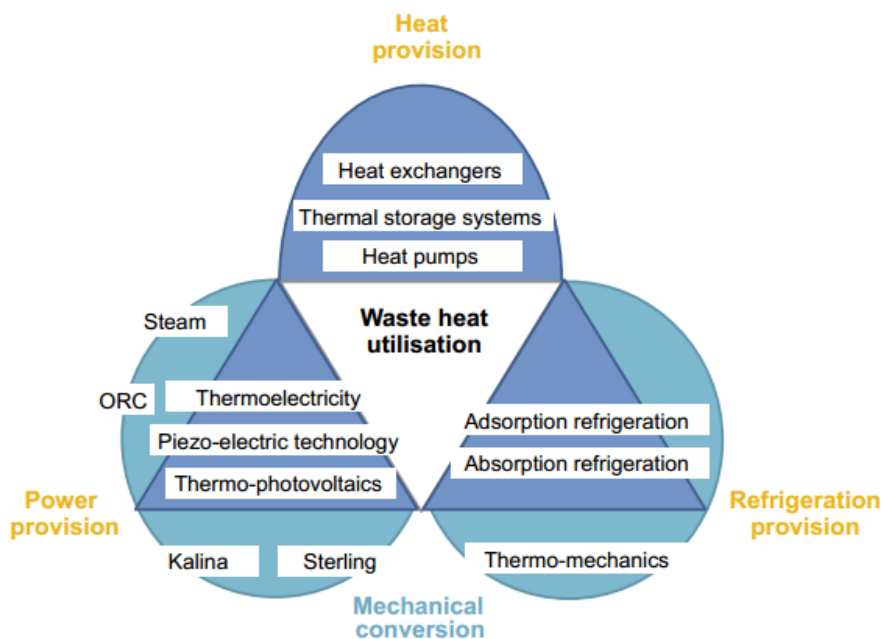 Heat
provision
Heat exchangers
Thermal storage systems
Heat pumps
Waste heat
utilisation
Steam
ORC
Thermoelectricity
Piezo-electric technology
Thermo-photovoltaics
Adsorption refrigeration
Absorption refrigeration
Power
provision
Refrigeration
provision
Kalina
Sterling
Thermo-mechanics
Mechanical
conversion